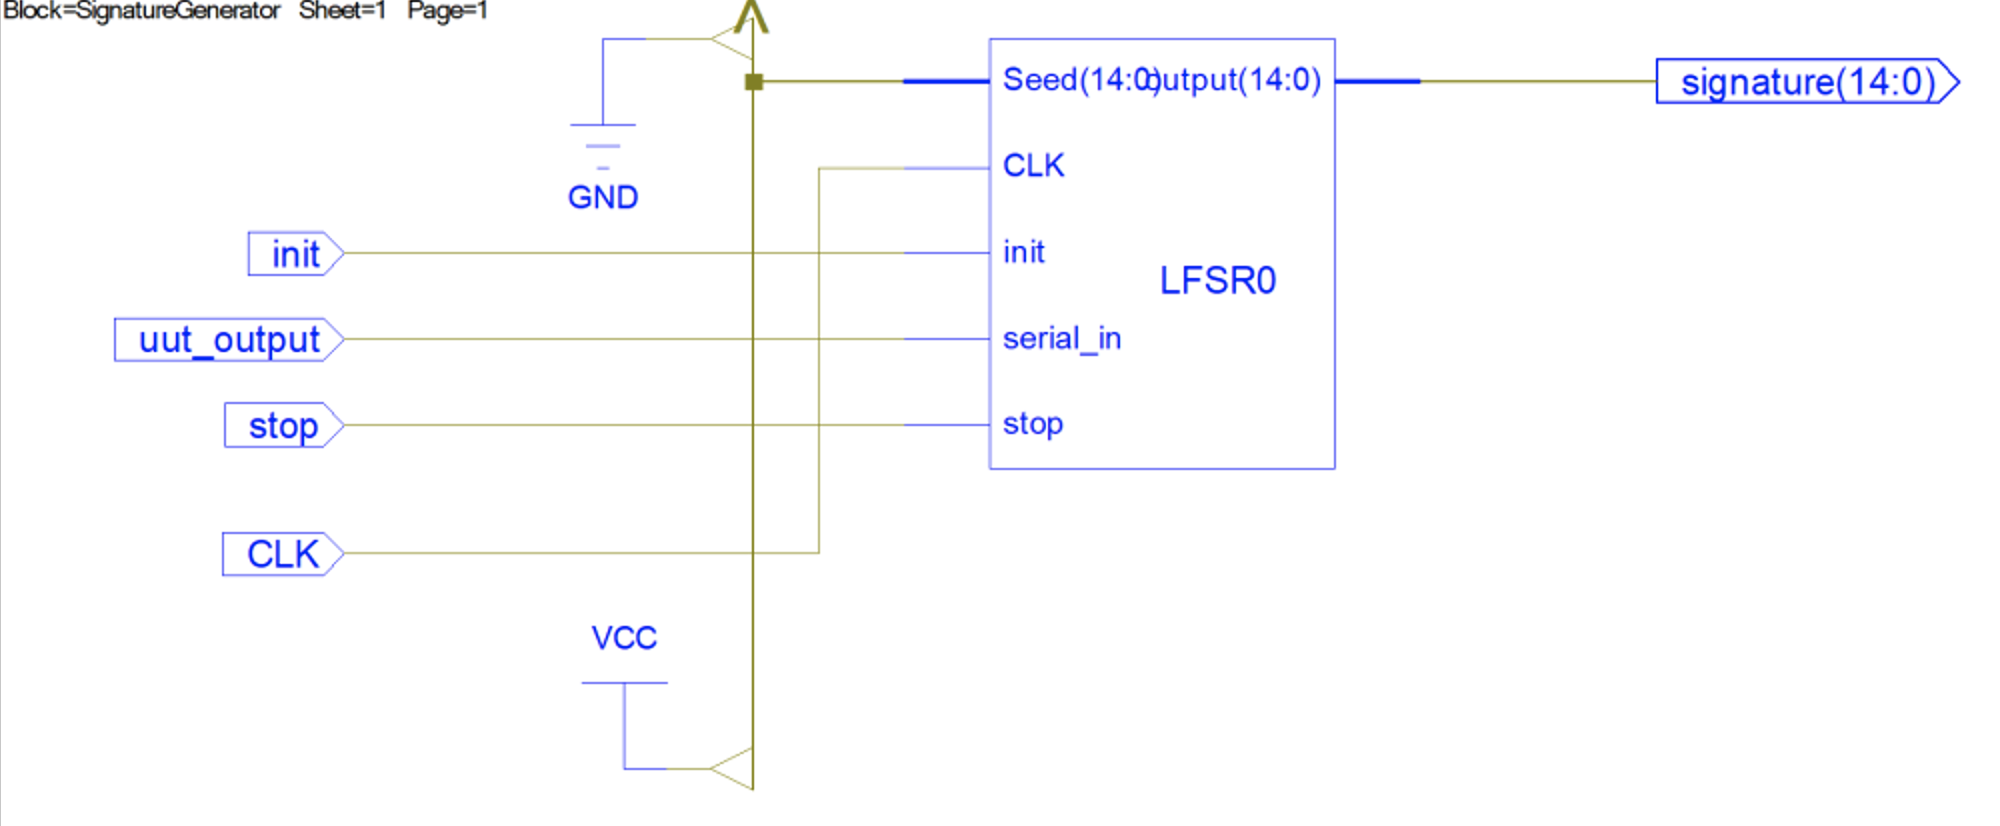 Block=SignatureGenerator Sheet=1 Page=1
Seed(14:0)
output(14:0)
signature(14:0)
CLK
GND
init
init
LFSR0
uut_output
serial_in
stop
stop
CLK
VCC